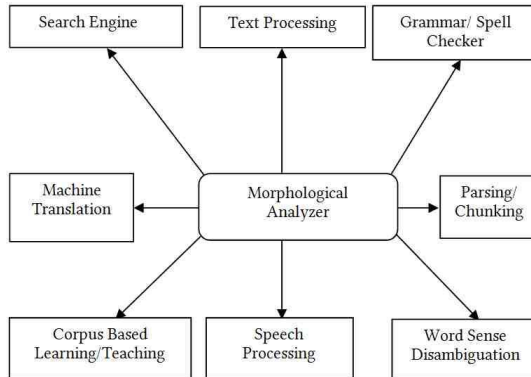 Search Engine
Text Processing
Grammar/ Spell
Checker
Machine
Translation
Morphological
Analyzer
Parsing/
Chunking
Corpus Based
Learning/Teaching
Speech
Processing
Word Sense
Disambiguation